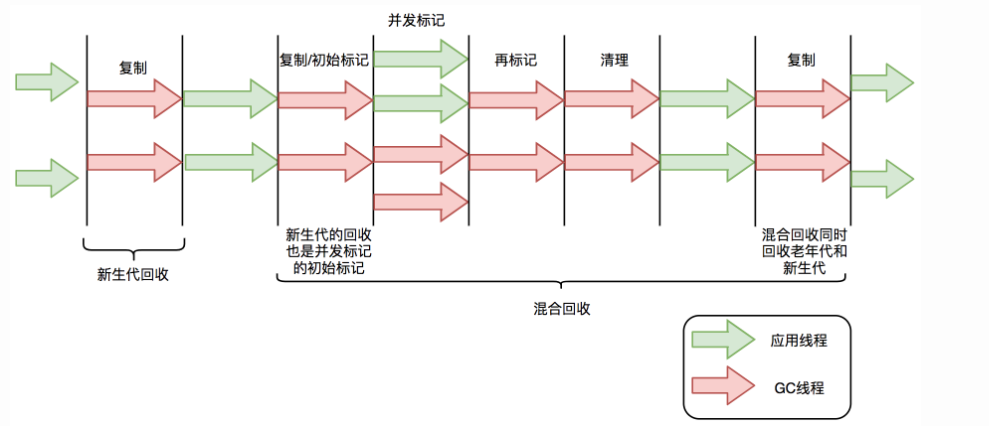 并发标记
复制
复制/初始标记
再标记
清理
复制
新生代的回收
也是并发标记
的初始标记
混合回收同时
回收老年代和
新生代
新生代回收
混合回收
应用线程
GC线程